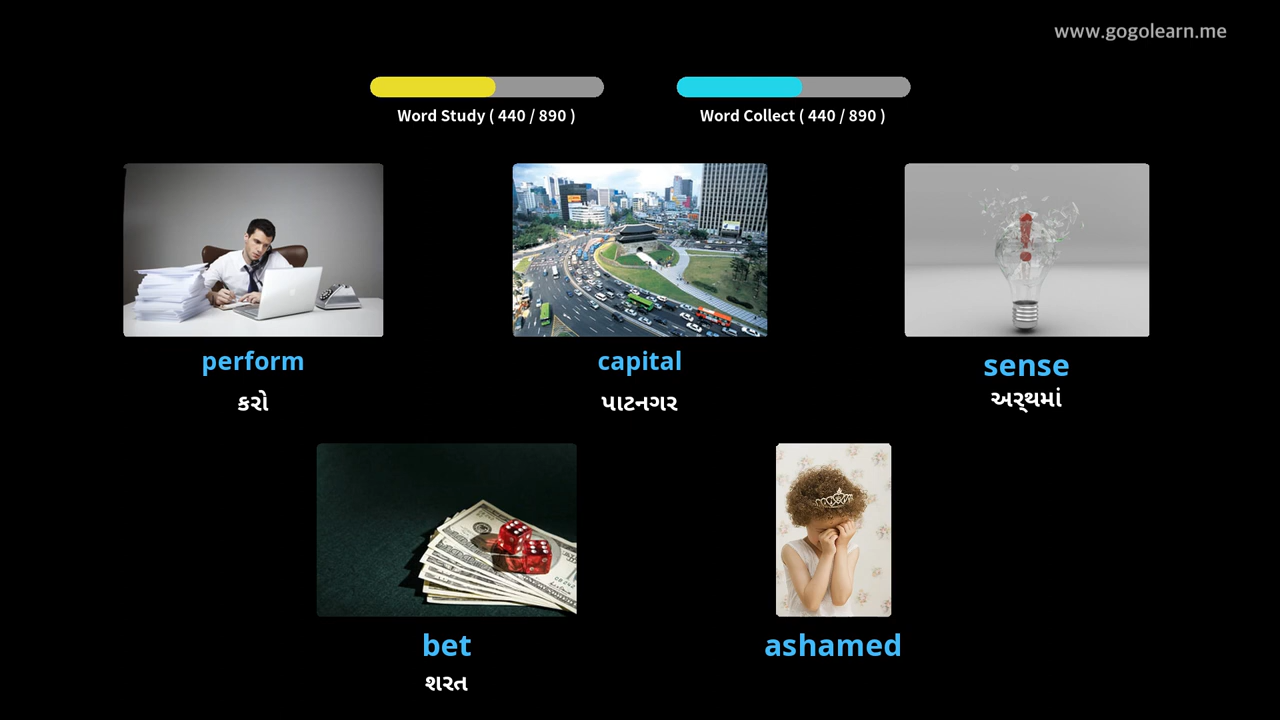 www.gogolearn.me
Word Study ( 440 / 890 )
Word Collect ( 440 / 890 )
perform
કરો
capital
પાટનગર
sense
અર્થમાં
bet
શરત
ashamed